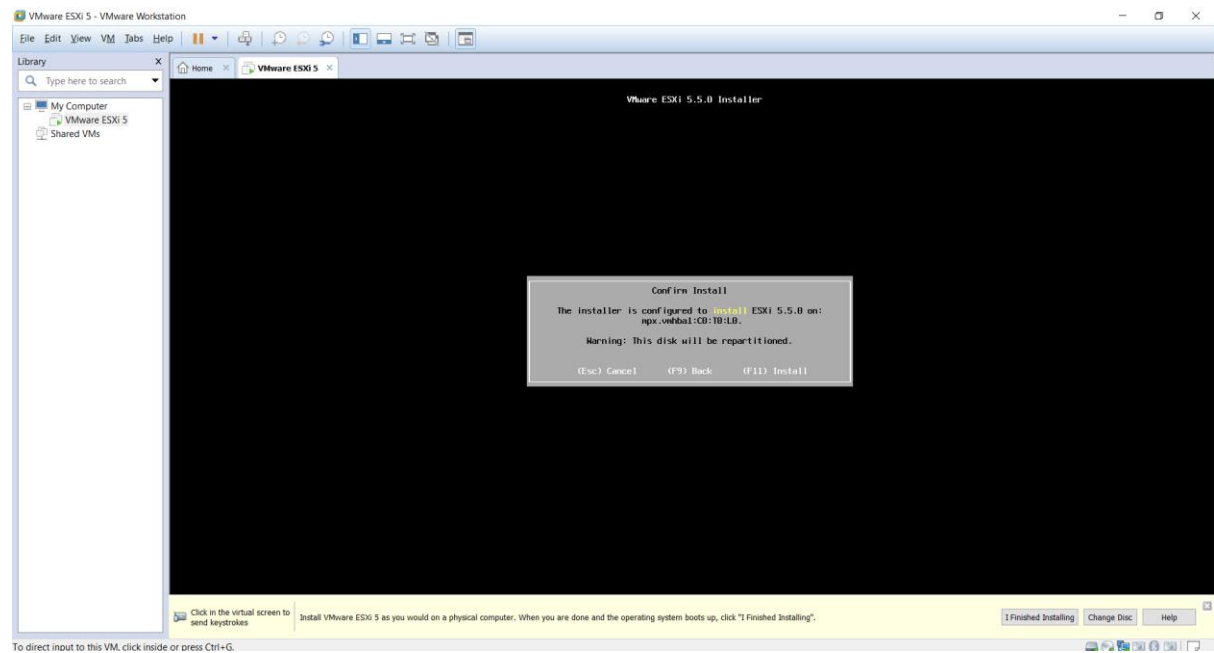 VMware ESXi 5 - VMware Workstation
File Edit View VM Tabs Help
Library x
Home × VMware ESXi 5 ×
Type here to search
My Computer
VMware ESXi 5
Shared VMs
VMware ESXi 5.5.0 Installer
Confirm Install
The installer is configured to install ESXi 5.5.0 on:
mpx.vmhba1:C0:T0:L0.
Warning: This disk will be repartitioned.
(Esc) Cancel (F9) Back (F11) Install
Click in the virtual screen to
send keystrokes
Install VMware ESXi 5 as you would on a physical computer. When you are done and the operating system boots up, click "I Finished Installing".
I Finished Installing Change Disc Help
To direct input to this VM, click inside or press Ctrl+G.